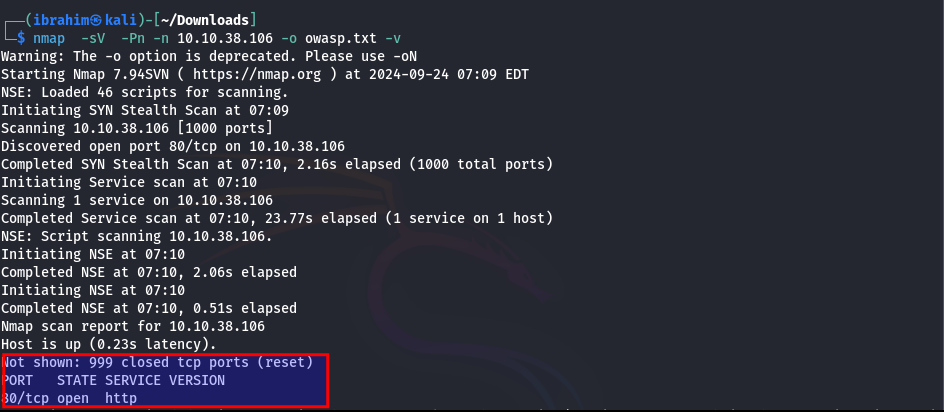 ┌──(ibrahim㉿kali)-[~/Downloads]
└─$ nmap  -sV  -Pn -n 10.10.38.106 -o owasp.txt -v
Warning: The -o option is deprecated. Please use -oN
Starting Nmap 7.94SVN ( https://nmap.org ) at 2024-09-24 07:09 EDT
NSE: Loaded 46 scripts for scanning.
Initiating SYN Stealth Scan at 07:09
Scanning 10.10.38.106 [1000 ports]
Discovered open port 80/tcp on 10.10.38.106
Completed SYN Stealth Scan at 07:10, 2.16s elapsed (1000 total ports)
Initiating Service scan at 07:10
Scanning 1 service on 10.10.38.106
Completed Service scan at 07:10, 23.77s elapsed (1 service on 1 host)
NSE: Script scanning 10.10.38.106.
Initiating NSE at 07:10
Completed NSE at 07:10, 2.06s elapsed
Initiating NSE at 07:10
Completed NSE at 07:10, 0.51s elapsed
Nmap scan report for 10.10.38.106
Host is up (0.23s latency).
Not shown: 999 closed tcp ports (reset)
PORT   STATE SERVICE VERSION
80/tcp open  http